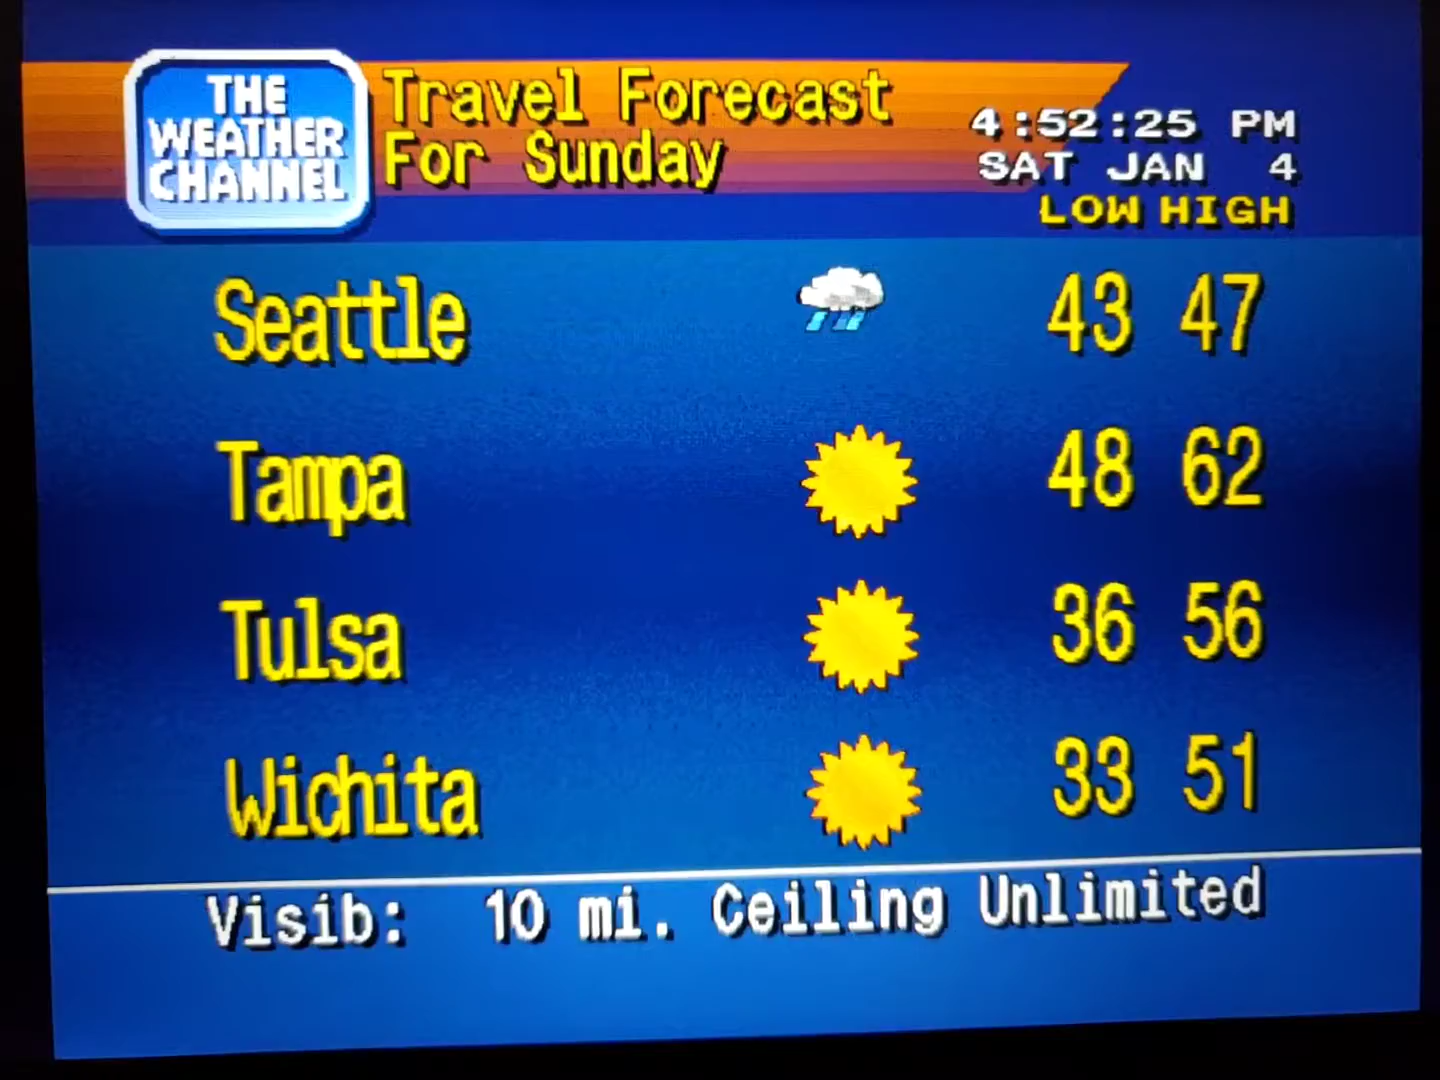 THE
WEATHER
CHANNEL
Travel Forecast
For Sunday
4:52:25 PM
SAT JAN 4
LOW HIGH
Seattle 43 47
Tampa 48 62
Tulsa 36 56
Wichita 33 51
Visib: 10 mi. Ceiling Unlimited